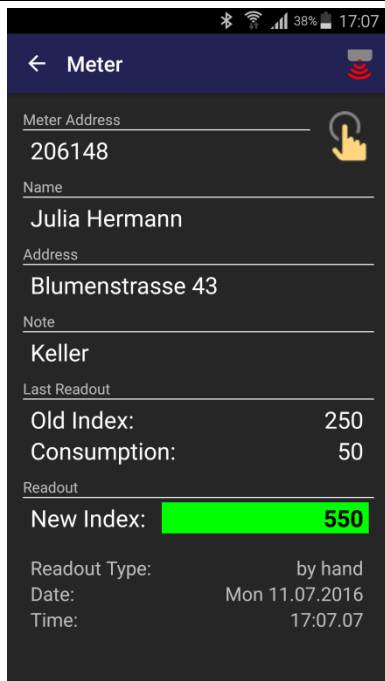 38% 17:07
Meter
Meter Address
206148
Name
Julia Hermann
Address
Blumenstrasse 43
Note
Keller
Last Readout
Old Index: 250
Consumption: 50
Readout
New Index: 550
Readout Type: by hand
Date: Mon 11.07.2016
Time: 17:07.07